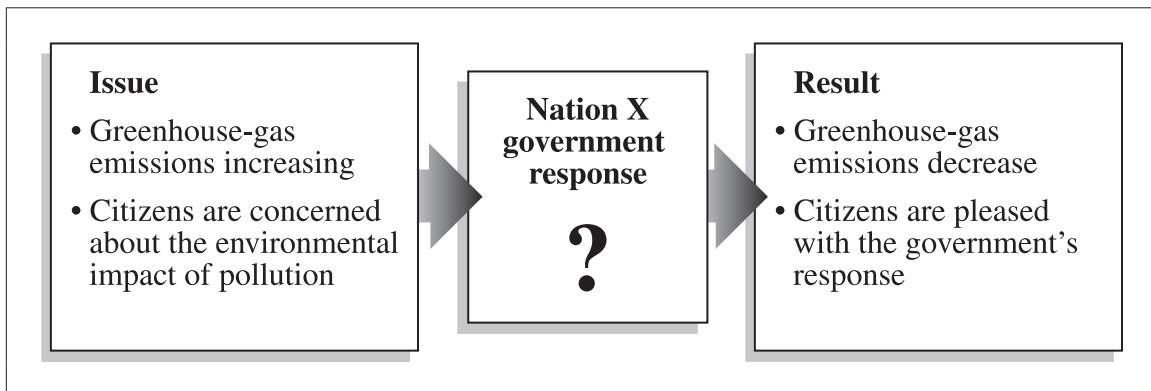 Issue
• Greenhouse-gas
emissions increasing
• Citizens are concerned
about the environmental
impact of pollution
Nation X
government
response
?
Result
• Greenhouse-gas
emissions decrease
• Citizens are pleased
with the government’s
response